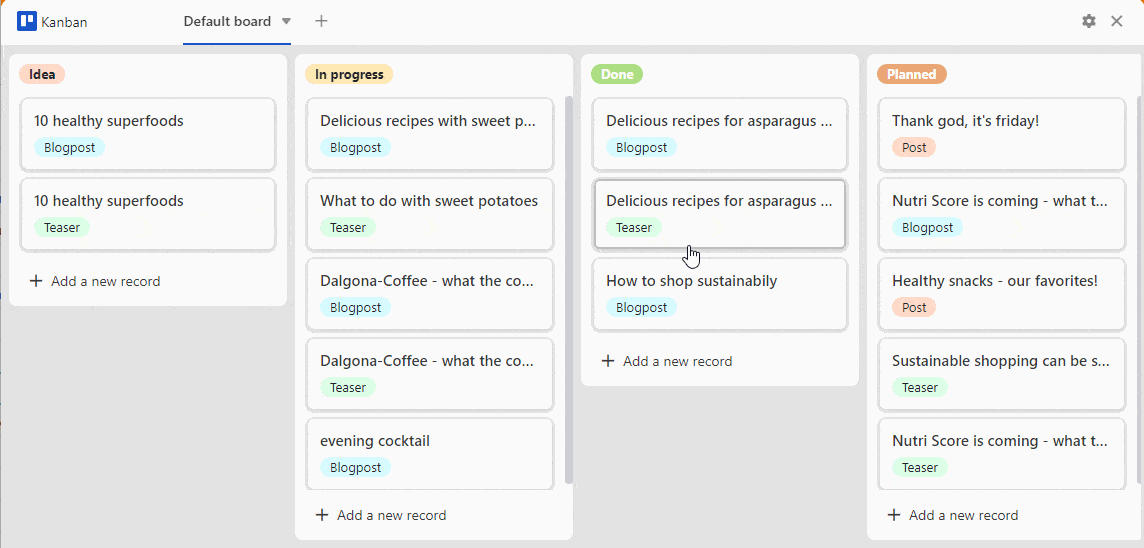 Kanban
Default board
Idea
10 healthy superfoods
Blogpost
10 healthy superfoods
Teaser
Add a new record
In progress
Delicious recipes with sweet p...
Blogpost
What to do with sweet potatoes
Teaser
Dalgona-Coffee - what the co...
Blogpost
Dalgona-Coffee - what the co...
Teaser
evening cocktail
Blogpost
Add a new record
Done
Delicious recipes for asparagus ...
Blogpost
Delicious recipes for asparagus ...
Teaser
How to shop sustainabily
Blogpost
Add a new record
Planned
Thank god, it's friday!
Post
Nutri Score is coming - what t...
Blogpost
Healthy snacks - our favorites!
Post
Sustainable shopping can be s...
Teaser
Nutri Score is coming - what t...
Teaser
Add a new record